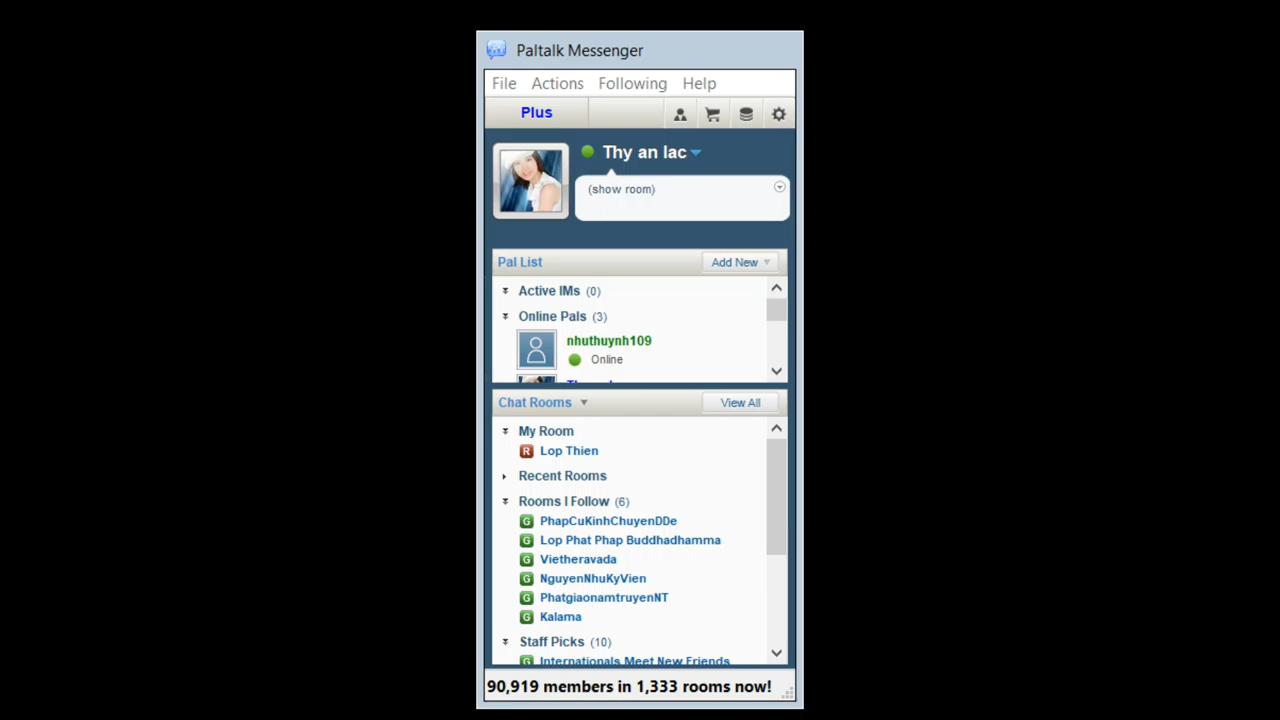 Paltalk Messenger
File Actions Following Help
Plus
Thy an lac
(show room)
Pal List Add New
Active IMs (0)
Online Pals (3)
nhuthuynh109
Online
Chat Rooms View All
My Room
R Lop Thien
Recent Rooms
Rooms I Follow (6)
G PhapCuKinhChuyenDDe
G Lop Phat Phap Buddhadhamma
G Vietheravada
G NguyenNhuKyVien
G PhatgiaonamtruyenNT
G Kalama
Staff Picks (10)
G Internationals Meet New Friends
90,919 members in 1,333 rooms now!